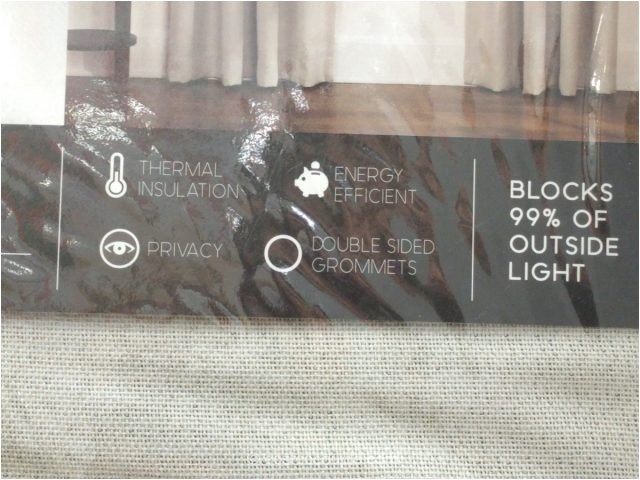 THERMAL
INSULATION
ENERGY
EFFICIENT
PRIVACY
DOUBLE SIDED
GROMMETS
BLOCKS
99% OF
OUTSIDE
LIGHT